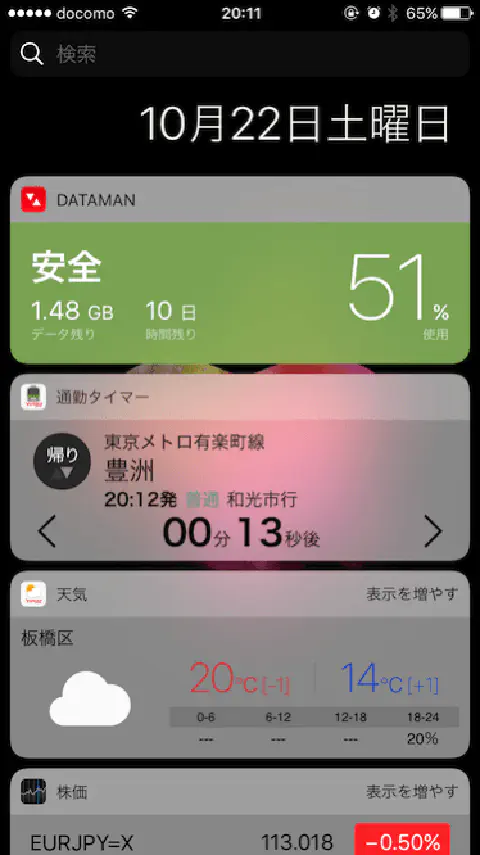 docomo 20:11 65%
検索
10月22日土曜日
DATAMAN
安全
51%
1.48 GB 10 日
データ残り 時間残り 使用
通勤タイマー
帰り
東京メトロ有楽町線
豊洲
20:12発 普通 和光市行
00分13秒後
天気 表示を増やす
板橋区
20℃[-1] 14℃[+1]
0-6 6-12 12-18 18-24
--- --- --- 20%
株価 表示を増やす
EURJPY=X 113.018 -0.50%